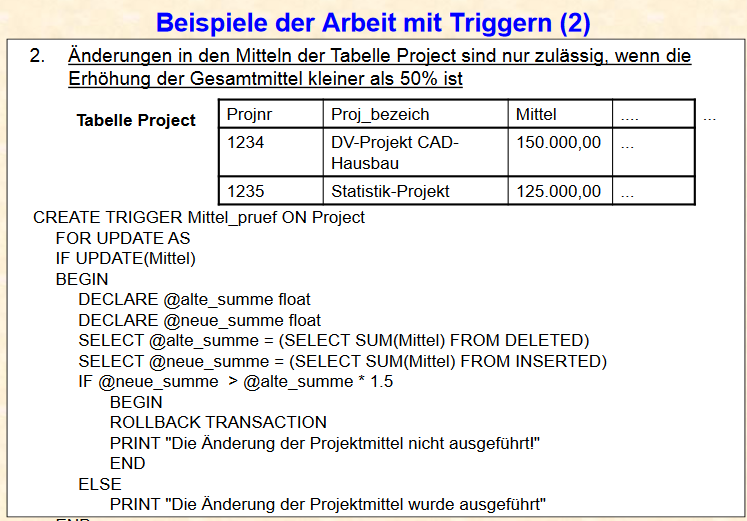 Beispiele der Arbeit mit Triggern (2)
2. Änderungen in den Mitteln der Tabelle Project sind nur zulässig, wenn die
Erhöhung der Gesamtmittel kleiner als 50% ist
Tabelle Project
Projnr Proj_bezeich Mittel .... ...
1234 DV-Projekt CAD- 150.000,00 ...
Hausbau
1235 Statistik-Projekt 125.000,00 ...
CREATE TRIGGER Mittel_pruef ON Project
FOR UPDATE AS
IF UPDATE(Mittel)
BEGIN
DECLARE @alte_summe float
DECLARE @neue_summe float
SELECT @alte_summe = (SELECT SUM(Mittel) FROM DELETED)
SELECT @neue_summe = (SELECT SUM(Mittel) FROM INSERTED)
IF @neue_summe > @alte_summe * 1.5
BEGIN
ROLLBACK TRANSACTION
PRINT "Die Änderung der Projektmittel nicht ausgeführt!"
END
ELSE
PRINT "Die Änderung der Projektmittel wurde ausgeführt"
END